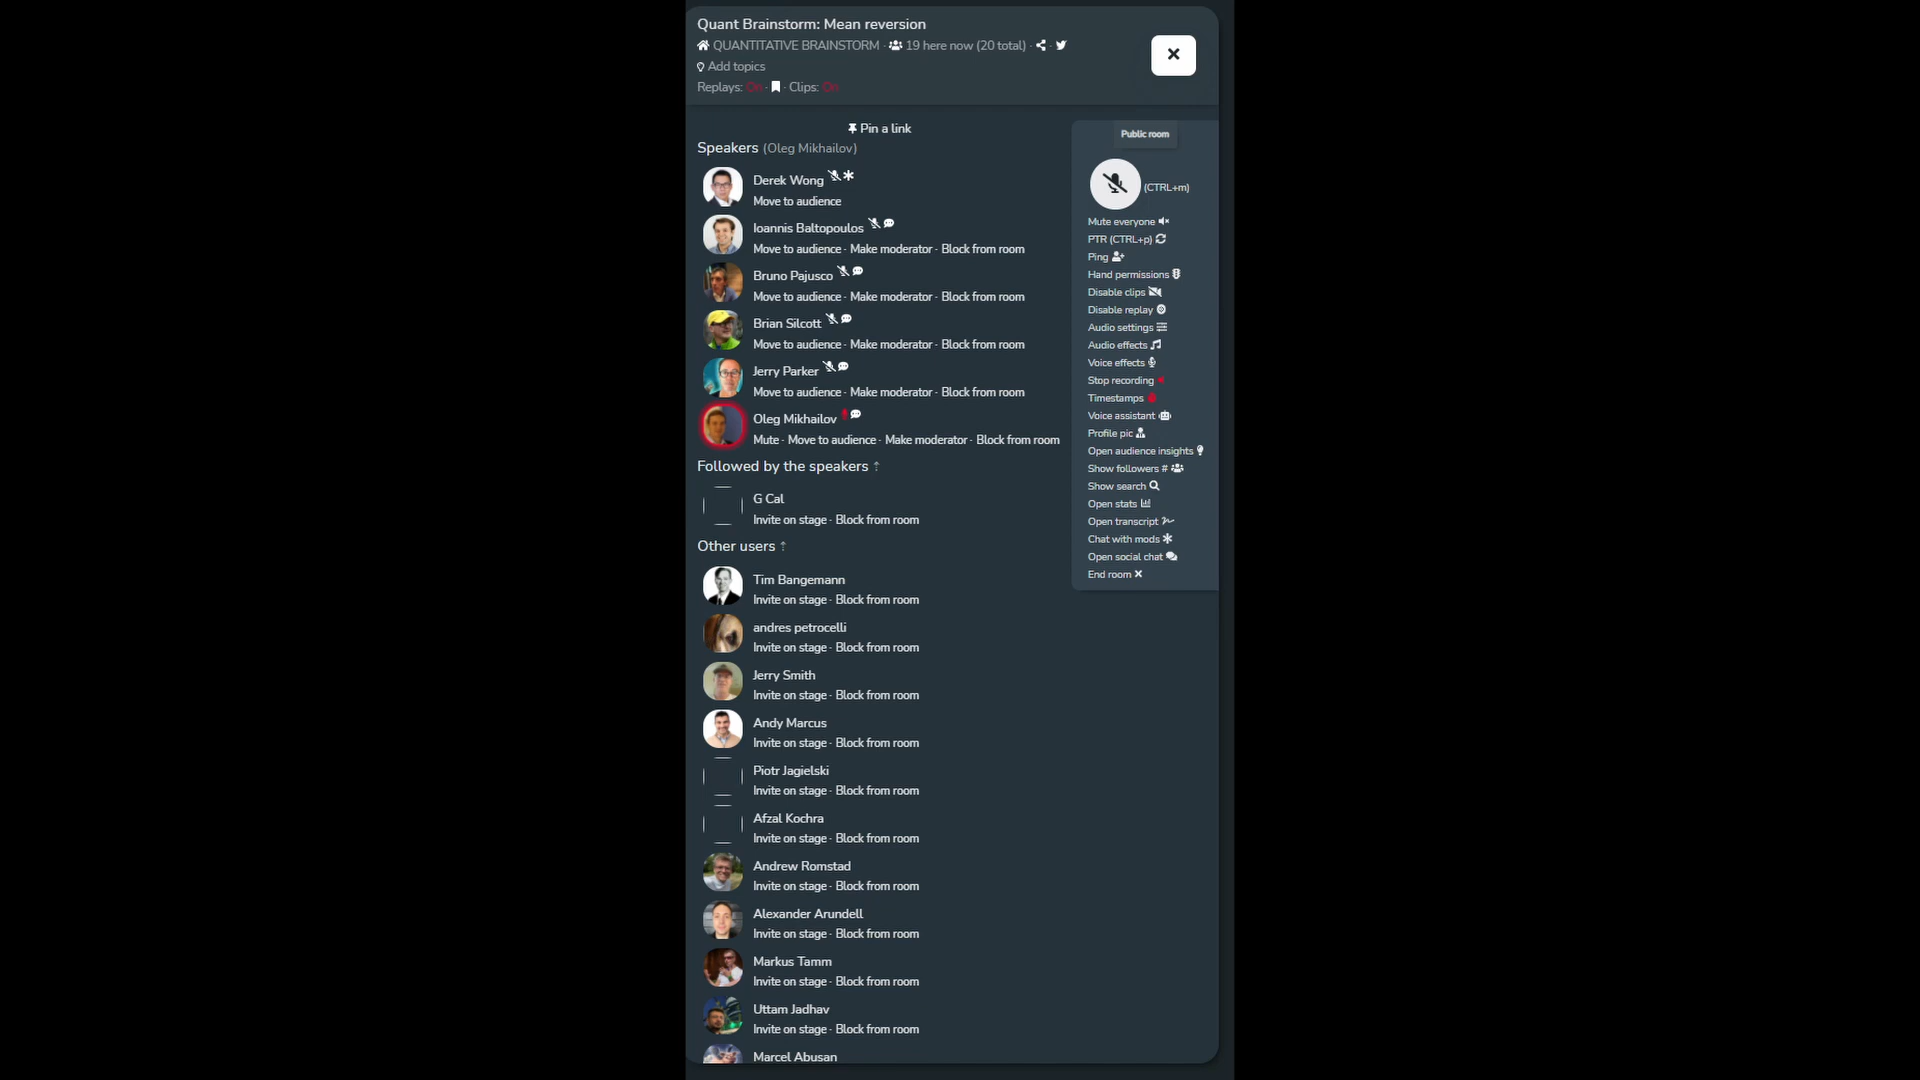 Quant Brainstorm: Mean reversion
QUANTITATIVE BRAINSTORM · 19 here now (20 total) ·
Add topics
Replays: On · · Clips: On
Pin a link
Speakers (Oleg Mikhailov)
Derek Wong
Move to audience
Ioannis Baltopoulos
Move to audience · Make moderator · Block from room
Bruno Pajusco
Move to audience · Make moderator · Block from room
Brian Silcott
Move to audience · Make moderator · Block from room
Jerry Parker
Move to audience · Make moderator · Block from room
Oleg Mikhailov
Mute · Move to audience · Make moderator · Block from room
Followed by the speakers ↑
G Cal
Invite on stage · Block from room
Other users ↑
Tim Bangemann
Invite on stage · Block from room
andres petrocelli
Invite on stage · Block from room
Jerry Smith
Invite on stage · Block from room
Andy Marcus
Invite on stage · Block from room
Piotr Jagielski
Invite on stage · Block from room
Afzal Kochra
Invite on stage · Block from room
Andrew Romstad
Invite on stage · Block from room
Alexander Arundell
Invite on stage · Block from room
Markus Tamm
Invite on stage · Block from room
Uttam Jadhav
Invite on stage · Block from room
Marcel Abusan
Public room
(CTRL+m)
Mute everyone
PTR (CTRL+p)
Ping
Hand permissions
Disable clips
Disable replay
Audio settings
Audio effects
Voice effects
Stop recording
Timestamps
Voice assistant
Profile pic
Open audience insights
Show followers #
Show search
Open stats
Open transcript
Chat with mods
Open social chat
End room